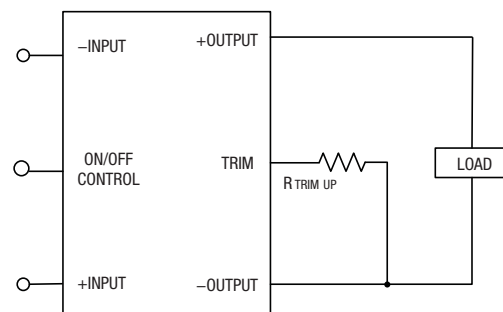 −INPUT
+OUTPUT
ON/OFF
CONTROL
TRIM
R TRIM UP
LOAD
+INPUT
−OUTPUT